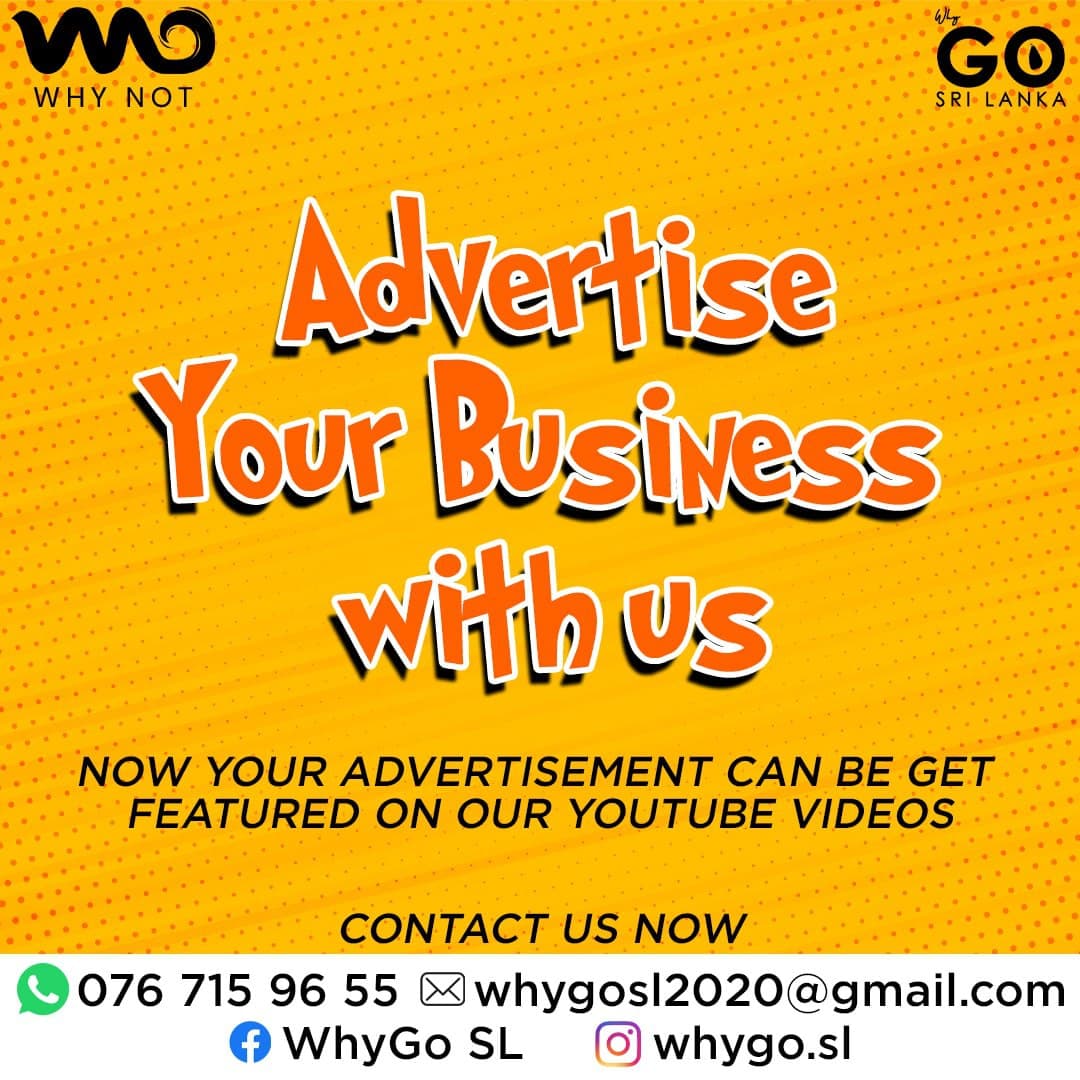 WHY NOT
Why
GO
SRI LANKA
Advertise
Your Business
with us
NOW YOUR ADVERTISEMENT CAN BE GET
FEATURED ON OUR YOUTUBE VIDEOS
CONTACT US NOW
076 715 96 55 whygosl2020@gmail.com
WhyGo SL whygo.sl